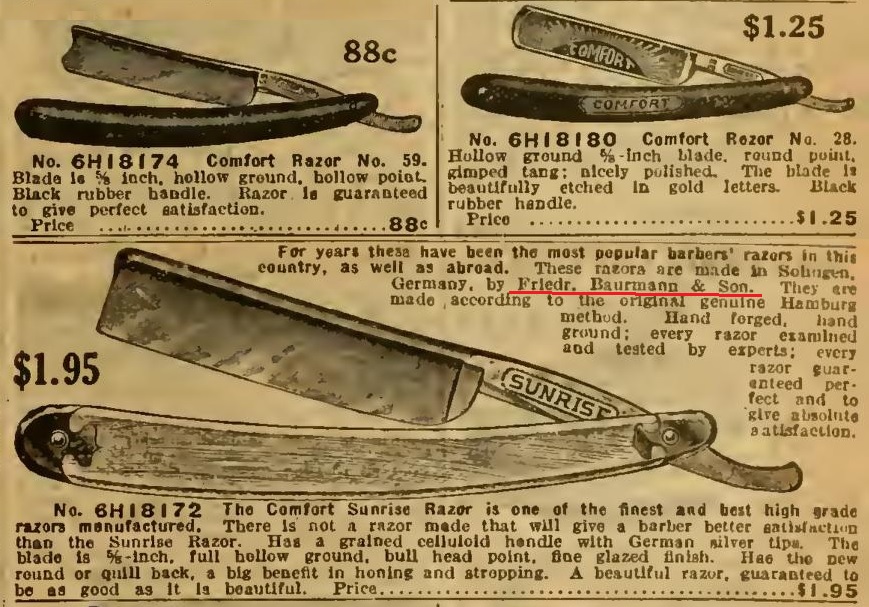 88c
No. 6H18174 Comfort Razor No. 59.
Blade is ⅝ inch, hollow ground, hollow point.
Black rubber handle. Razor is guaranteed
to give perfect satisfaction.
Price ..............................88c
$1.25
COMFORT
COMFORT
No. 6H18180 Comfort Rozor No. 28.
Hollow ground ⅝-inch blade, round point,
gimped tang; nicely polished. The blade is
beautifully etched in gold letters. Black
rubber handle.
Price ..........................$1.25
For years these have been the most popular barbers' razors in this
country, as well as abroad. These razors are made in Solingen,
Germany, by Friedr. Baurmann & Son. They are
made according to the original genuine Hamburg
method. Hand forged, hand
ground; every razor examined
and tested by experts; every
razor guar-
anteed per-
fect and to
give absolute
satisfaction.
$1.95
SUNRISE
No. 6H18172 The Comfort Sunrise Razor is one of the finest and best high grade
razors manufactured. There is not a razor made that will give a barber better satisfaction
than the Sunrise Razor. Has a grained celluloid handle with German silver tips. The
blade is ⅝-inch, full hollow ground, bull head point, fine glazed finish. Has the new
round or quill back, a big benefit in honing and stropping. A beautiful razor, guaranteed to
be as good as it is beautiful. Price........................................$1.95